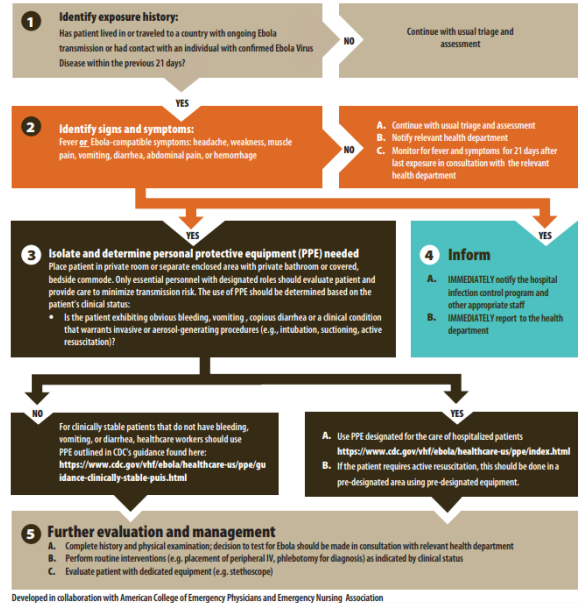 1 Identify exposure history:
Has patient lived in or traveled to a country with ongoing Ebola
transmission or had contact with an individual with confirmed Ebola Virus
Disease within the previous 21 days?
NO
Continue with usual triage and
assessment
YES
2 Identify signs and symptoms:
Fever or Ebola-compatible symptoms: headache, weakness, muscle
pain, vomiting, diarrhea, abdominal pain, or hemorrhage
NO
A. Continue with usual triage and assessment
B. Notify relevant health department
C. Monitor for fever and symptoms for 21 days after
last exposure in consultation with the relevant
health department
YES
YES
3 Isolate and determine personal protective equipment (PPE) needed
Place patient in private room or separate enclosed area with private bathroom or covered,
bedside commode. Only essential personnel with designated roles should evaluate patient and
provide care to minimize transmission risk. The use of PPE should be determined based on the
patient's clinical status:
• Is the patient exhibiting obvious bleeding, vomiting , copious diarrhea or a clinical condition
that warrants invasive or aerosol-generating procedures (e.g., intubation, suctioning, active
resuscitation)?
4 Inform
A. IMMEDIATELY notify the hospital
infection control program and
other appropriate staff
B. IMMEDIATELY report to the health
department
NO
For clinically stable patients that do not have bleeding,
vomiting, or diarrhea, healthcare workers should use
PPE outlined in CDC's guidance found here:
https://www.cdc.gov/vhf/ebola/healthcare-us/ppe/gu
idance-clinically-stable-puis.html
YES
A. Use PPE designated for the care of hospitalized patients
https://www.cdc.gov/vhf/ebola/healthcare-us/ppe/index.html
B. If the patient requires active resuscitation, this should be done in a
pre-designated area using pre-designated equipment.
5 Further evaluation and management
A. Complete history and physical examination; decision to test for Ebola should be made in consultation with relevant health department
B. Perform routine interventions (e.g. placement of peripheral IV, phlebotomy for diagnosis) as indicated by clinical status
C. Evaluate patient with dedicated equipment (e.g. stethoscope)
Developed in collaboration with American College of Emergency Physicians and Emergency Nursing Association